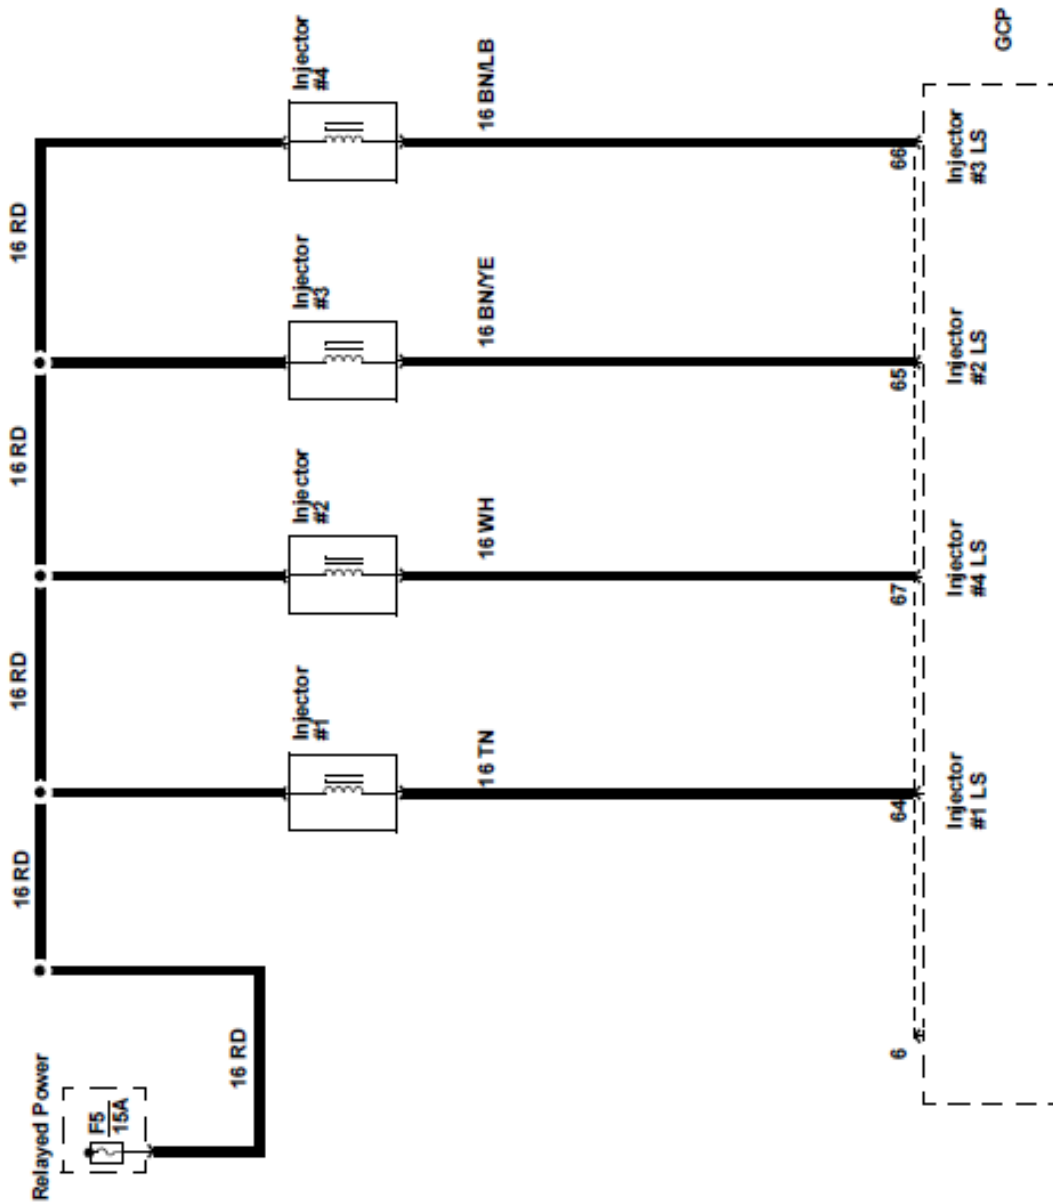 Relayed Power
F5
15A
16 RD
16 RD
16 RD
16 RD
16 RD
Injector
#1
Injector
#2
Injector
#3
Injector
#4
16 TN
16 WH
16 BN/YE
16 BN/LB
6
64
67
65
66
Injector
#1 LS
Injector
#4 LS
Injector
#2 LS
Injector
#3 LS
GCP